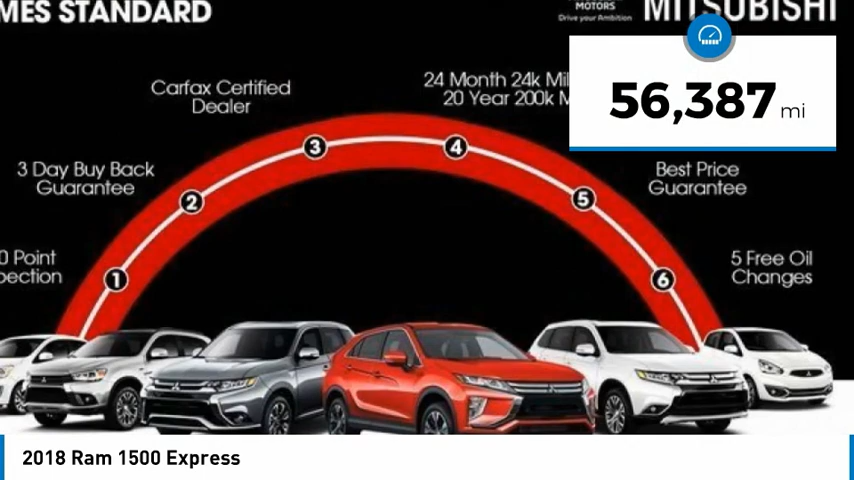 MES STANDARD
MOTORS
Drive your Ambition
MITSUBISHI
56,387 mi
Carfax Certified
Dealer
24 Month 24k
20 Year 200k
3 Day Buy Back
Guarantee
Best Price
Guarantee
0 Point
5 Free Oil
Changes
3
4
2
5
1
6
2018 Ram 1500 Express